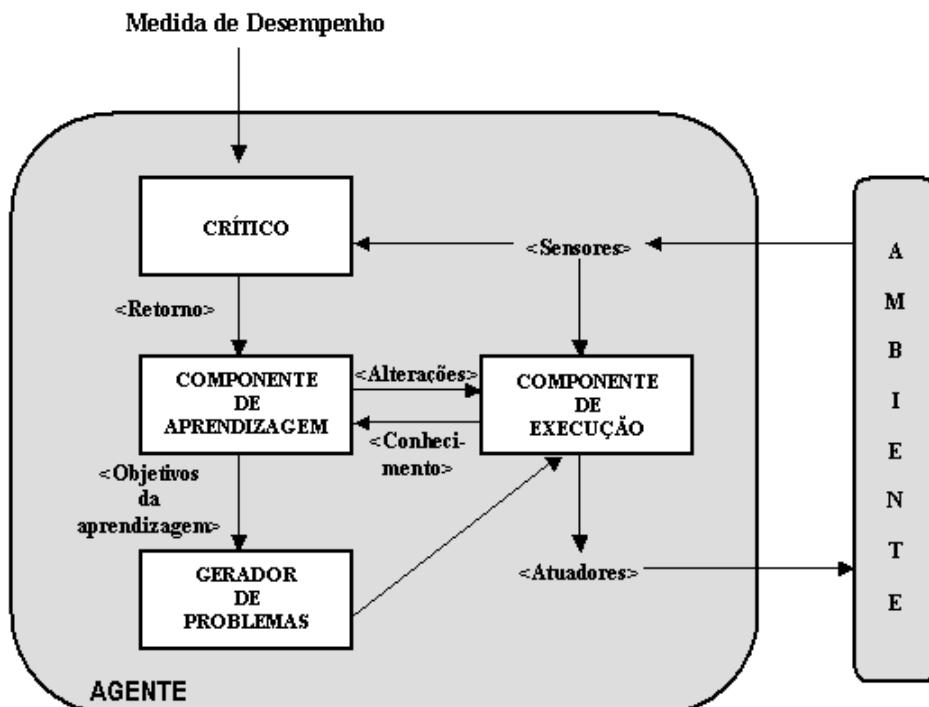 Medida de Desempenho
CRÍTICO
<Sensores>
<Retorno>
COMPONENTE
DE
APRENDIZAGEM
<Alterações>
<Conheci-
mento>
COMPONENTE
DE
EXECUÇÃO
<Objetivos
da
aprendizagem>
GERADOR
DE
PROBLEMAS
<Atuadores>
AGENTE
A
M
B
I
E
N
T
E